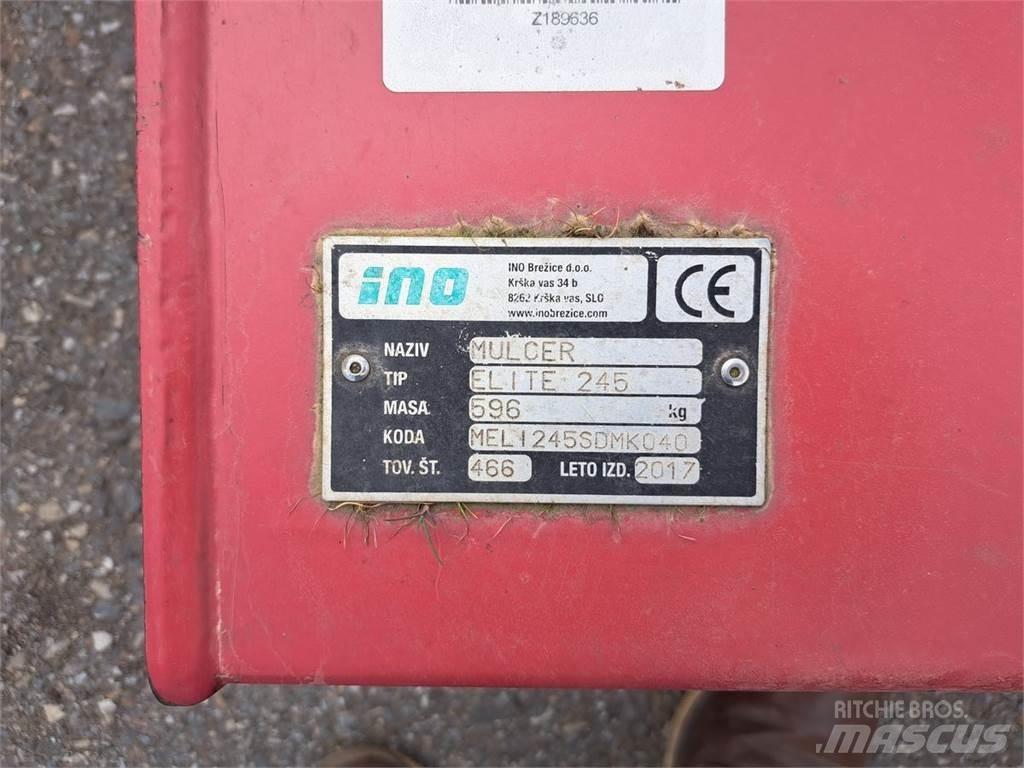 Z189636
ino
INO Brežice d.o.o.
Krška vas 34 b
8262 Krška vas, SLO
www.inobrezice.com
CE
NAZIV MULCER
TIP ELITE 245
MASA 596 kg
KODA MELI245SDMK040
TOV. ŠT. 466 LETO IZD. 2017
RITCHIE BROS.
MASCUS